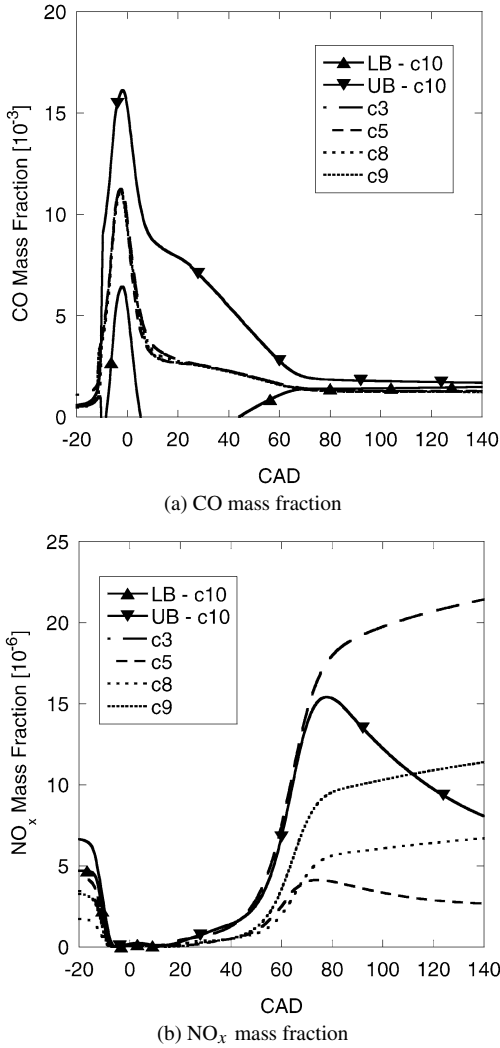 20
15
10
5
0
CO Mass Fraction [10⁻³]
LB - c10
UB - c10
c3
c5
c8
c9
-20 0 20 40 60 80 100 120 140
CAD
(a) CO mass fraction
25
20
15
10
5
0
NOₓ Mass Fraction [10⁻⁶]
LB - c10
UB - c10
c3
c5
c8
c9
-20 0 20 40 60 80 100 120 140
CAD
(b) NOₓ mass fraction